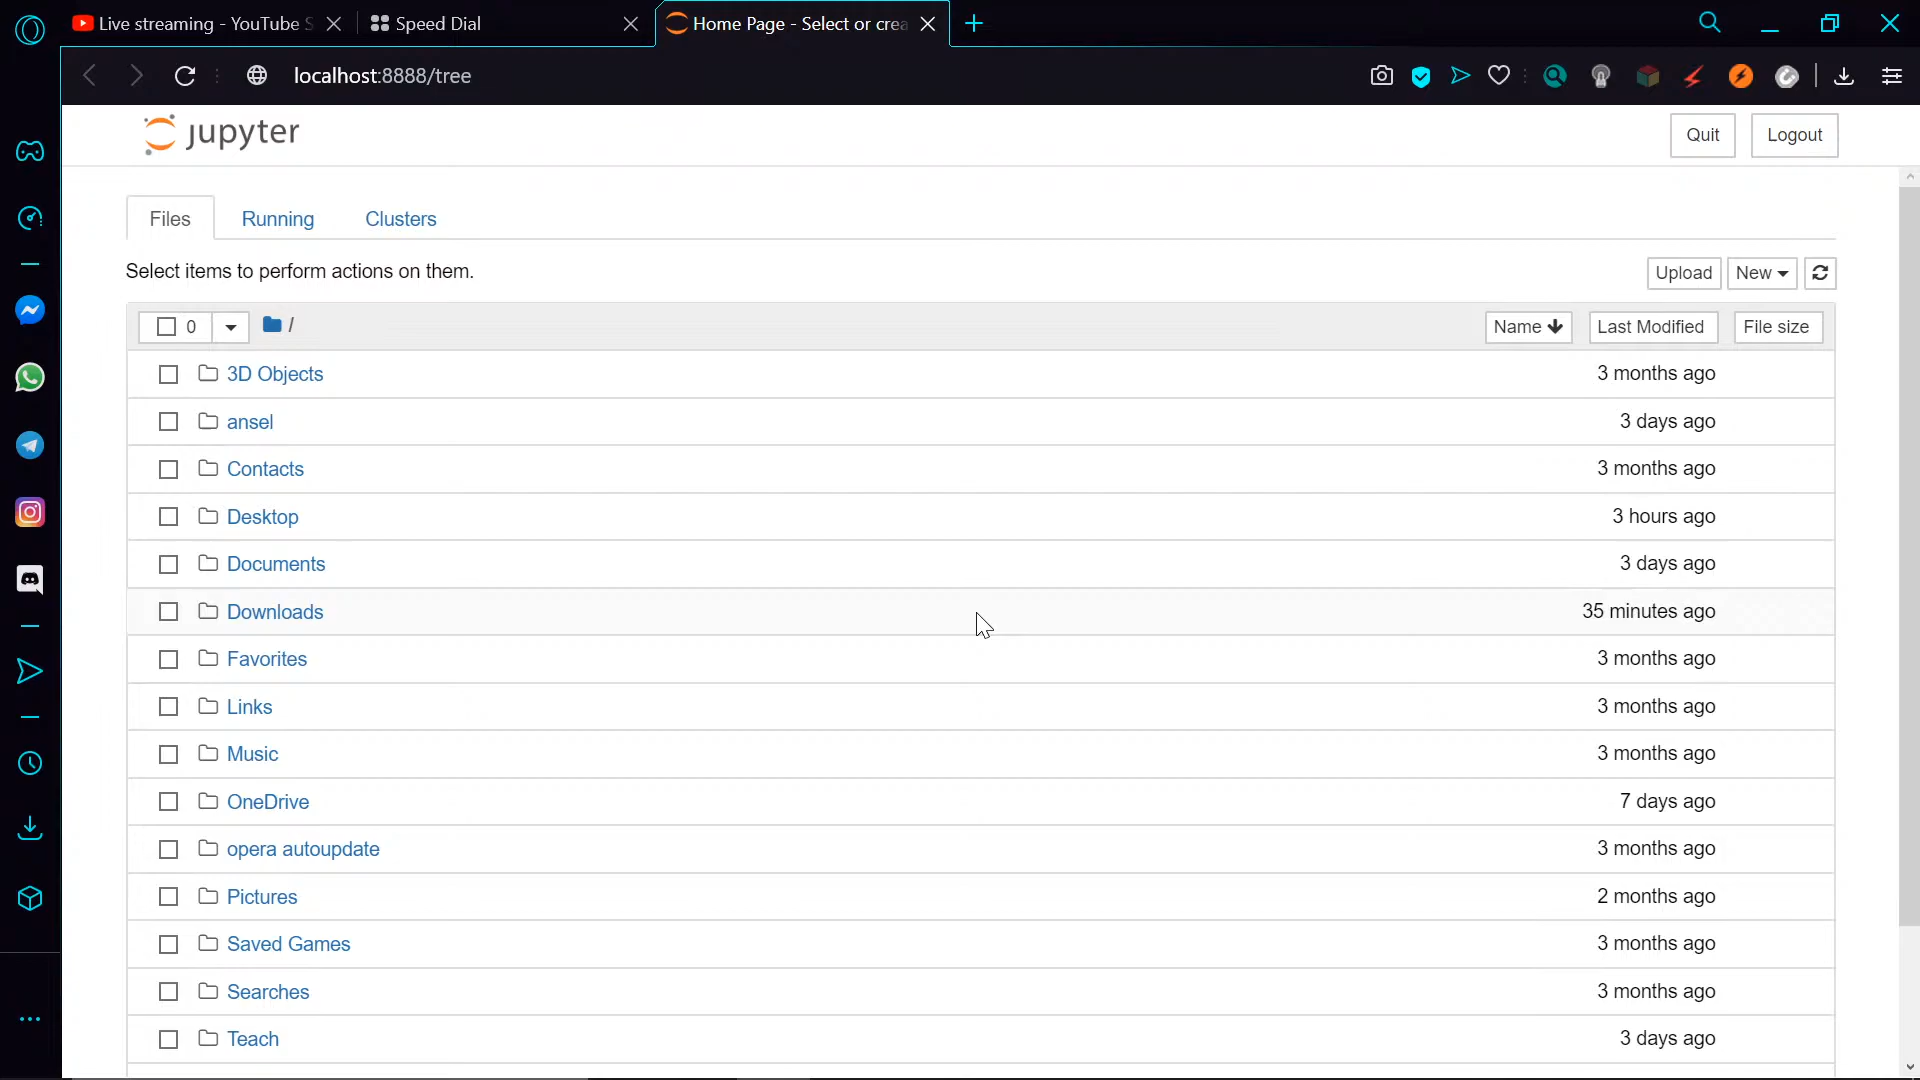 Live streaming - YouTube S
Speed Dial
Home Page - Select or crea
localhost:8888/tree
jupyter
Quit
Logout
Files
Running
Clusters
Select items to perform actions on them.
Upload
New
0
/
Name
Last Modified
File size
3D Objects
3 months ago
ansel
3 days ago
Contacts
3 months ago
Desktop
3 hours ago
Documents
3 days ago
Downloads
35 minutes ago
Favorites
3 months ago
Links
3 months ago
Music
3 months ago
OneDrive
7 days ago
opera autoupdate
3 months ago
Pictures
2 months ago
Saved Games
3 months ago
Searches
3 months ago
Teach
3 days ago